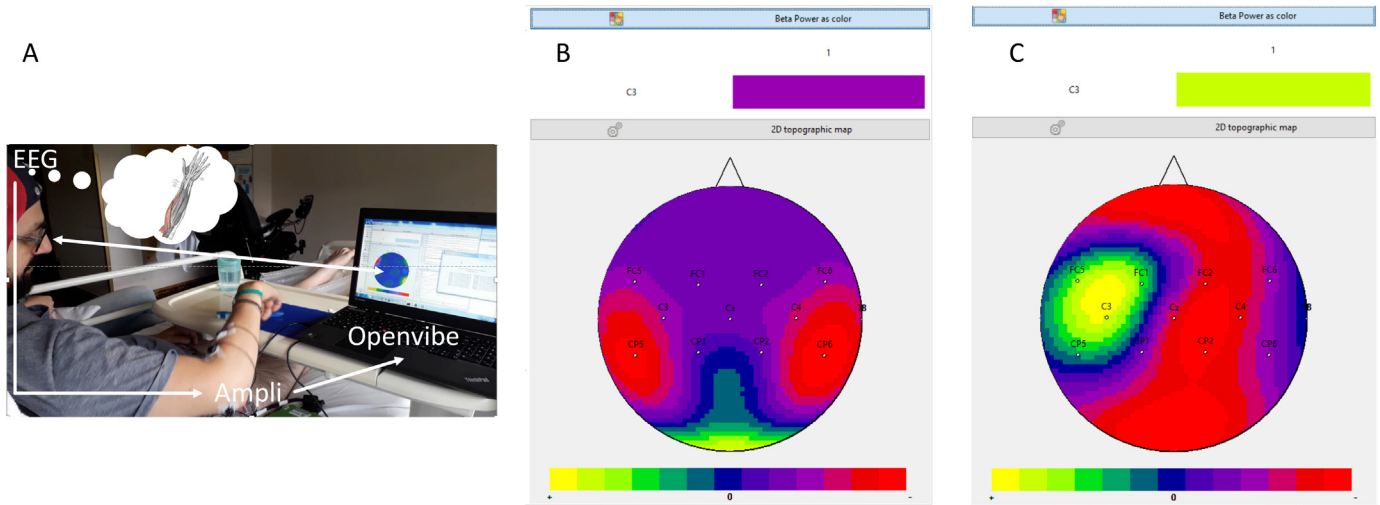 A
EEG
Openvibe
Ampli
ThinkPad
B
Beta Power as color
1
C3
2D topographic map
FC5 FC1 FC2 FC6
C3 Cz C4 8
CP5 CP1 CP2 CP6
+ 0 -
C
Beta Power as color
1
C3
2D topographic map
FC5 FC1 FC2 FC6
C3 Cz C4
CP5 CP1 CP2 CP6
+ 0 -